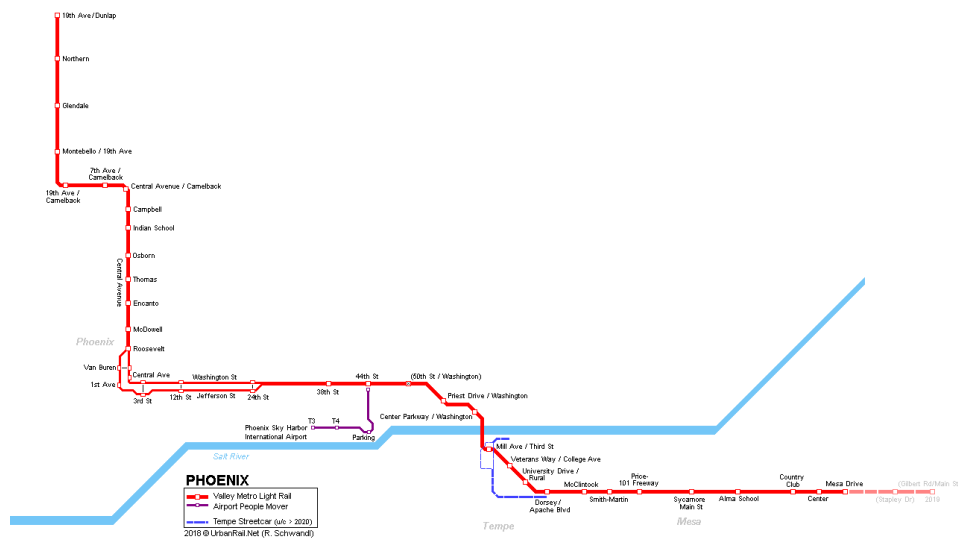 19th Ave/Dunlap
Northern
Glendale
Montebello / 19th Ave
7th Ave /
Camelback
19th Ave /
Camelback
Central Avenue / Camelback
Campbell
Indian School
Osborn
Central Avenue
Thomas
Encanto
McDowell
Phoenix
Roosevelt
Van Buren
Central Ave
1st Ave
3rd St
Washington St
12th St
Jefferson St
24th St
38th St
44th St
(50th St / Washington)
Priest Drive / Washington
Center Parkway / Washington
Phoenix Sky Harbor
International Airport
T3
T4
Parking
Salt River
Mill Ave / Third St
Veterans Way / College Ave
University Drive /
Rural
Dorsey/
Apache Blvd
McClintock
Smith-Martin
Price-
101 Freeway
Sycamore
Main St
Alma School
Country
Club
Center
Mesa Drive
(Stapley Dr)
(Gilbert Rd/Main St
2019
Tempe
Mesa
PHOENIX
Valley Metro Light Rail
Airport People Mover
Tempe Streetcar (u/c > 2020)
2018 © UrbanRail.Net (R. Schwandl)